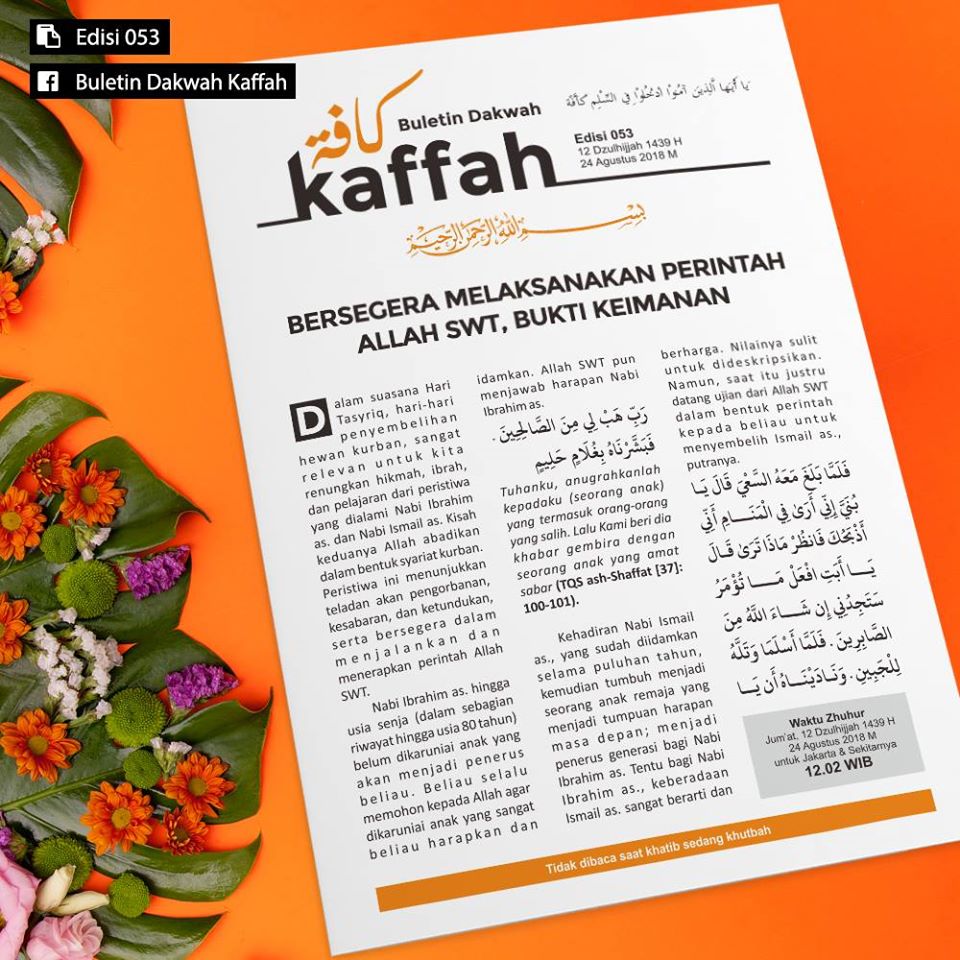 Edisi 053
Buletin Dakwah Kaffah
كافة
Buletin Dakwah
kaffah
يَا أَيُّهَا الَّذِينَ آمَنُوا ادْخُلُوا فِي السِّلْمِ كَافَّةً
Edisi 053
12 Dzulhijjah 1439 H
24 Agustus 2018 M
بِسْمِ اللهِ الرَّحْمَنِ الرَّحِيْمِ
BERSEGERA MELAKSANAKAN PERINTAH
ALLAH SWT, BUKTI KEIMANAN
Dalam suasana Hari
Tasyriq, hari-hari
penyembelihan
hewan kurban, sangat
relevan untuk kita
renungkan hikmah, ibrah,
dan pelajaran dari peristiwa
yang dialami Nabi Ibrahim
as. dan Nabi Ismail as. Kisah
keduanya Allah abadikan
dalam bentuk syariat kurban.
Peristiwa ini menunjukkan
teladan akan pengorbanan,
kesabaran, dan ketundukan,
serta bersegera dalam
menjalankan dan
menerapkan perintah Allah
SWT.
Nabi Ibrahim as. hingga
usia senja (dalam sebagian
riwayat hingga usia 80 tahun)
belum dikaruniai anak yang
akan menjadi penerus
beliau. Beliau selalu
memohon kepada Allah agar
dikaruniai anak yang sangat
beliau harapkan dan
idamkan. Allah SWT pun
menjawab harapan Nabi
Ibrahim as.
رَبِّ هَبْ لِي مِنَ الصَّالِحِينَ .
فَبَشَّرْنَاهُ بِغُلَامٍ حَلِيمٍ
Tuhanku, anugrahkanlah
kepadaku (seorang anak)
yang termasuk orang-orang
yang salih. Lalu Kami beri dia
khabar gembira dengan
seorang anak yang amat
sabar (TQS ash-Shaffat [37]:
100-101).
Kehadiran Nabi Ismail
as., yang sudah diidamkan
selama puluhan tahun,
kemudian tumbuh menjadi
seorang anak remaja yang
menjadi tumpuan harapan
masa depan; menjadi
penerus generasi bagi Nabi
Ibrahim as. Tentu bagi Nabi
Ibrahim as., keberadaan
Ismail as. sangat berarti dan
berharga. Nilainya sulit
untuk dideskripsikan.
Namun, saat itu justru
datang ujian dari Allah SWT
dalam bentuk perintah
kepada beliau untuk
menyembelih Ismail as.,
putranya.
فَلَمَّا بَلَغَ مَعَهُ السَّعْيَ قَالَ يَا
بُنَيَّ إِنِّي أَرَىٰ فِي الْمَنَامِ أَنِّي
أَذْبَحُكَ فَانظُرْ مَاذَا تَرَىٰ قَالَ
يَا أَبَتِ افْعَلْ مَا تُؤْمَرُ
سَتَجِدُنِي إِن شَاءَ اللَّهُ مِنَ
الصَّابِرِينَ . فَلَمَّا أَسْلَمَا وَتَلَّهُ
لِلْجَبِينِ . وَنَادَيْنَاهُ أَن يَا
Waktu Zhuhur
Jum'at, 12 Dzulhijjah 1439 H
24 Agustus 2018 M
untuk Jakarta & Sekitarnya
12.02 WIB
Tidak dibaca saat khatib sedang khutbah